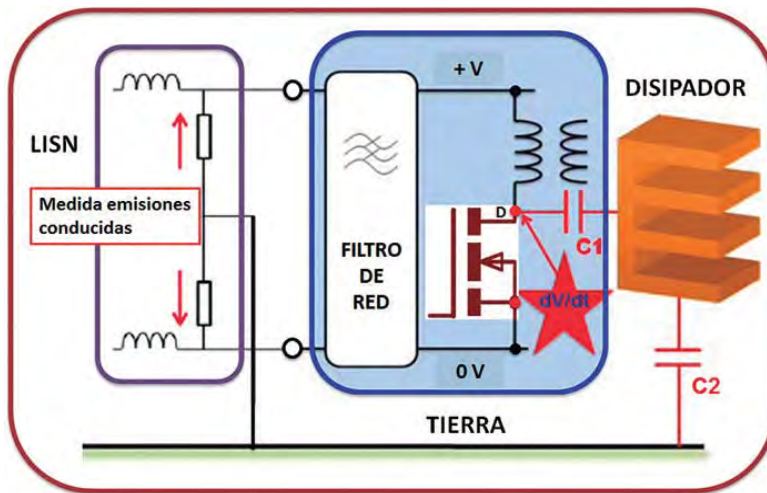 LISN
Medida emisiones
conducidas
FILTRO
DE
RED
+ V
D
C1
dV/dt
0 V
DISIPADOR
C2
TIERRA